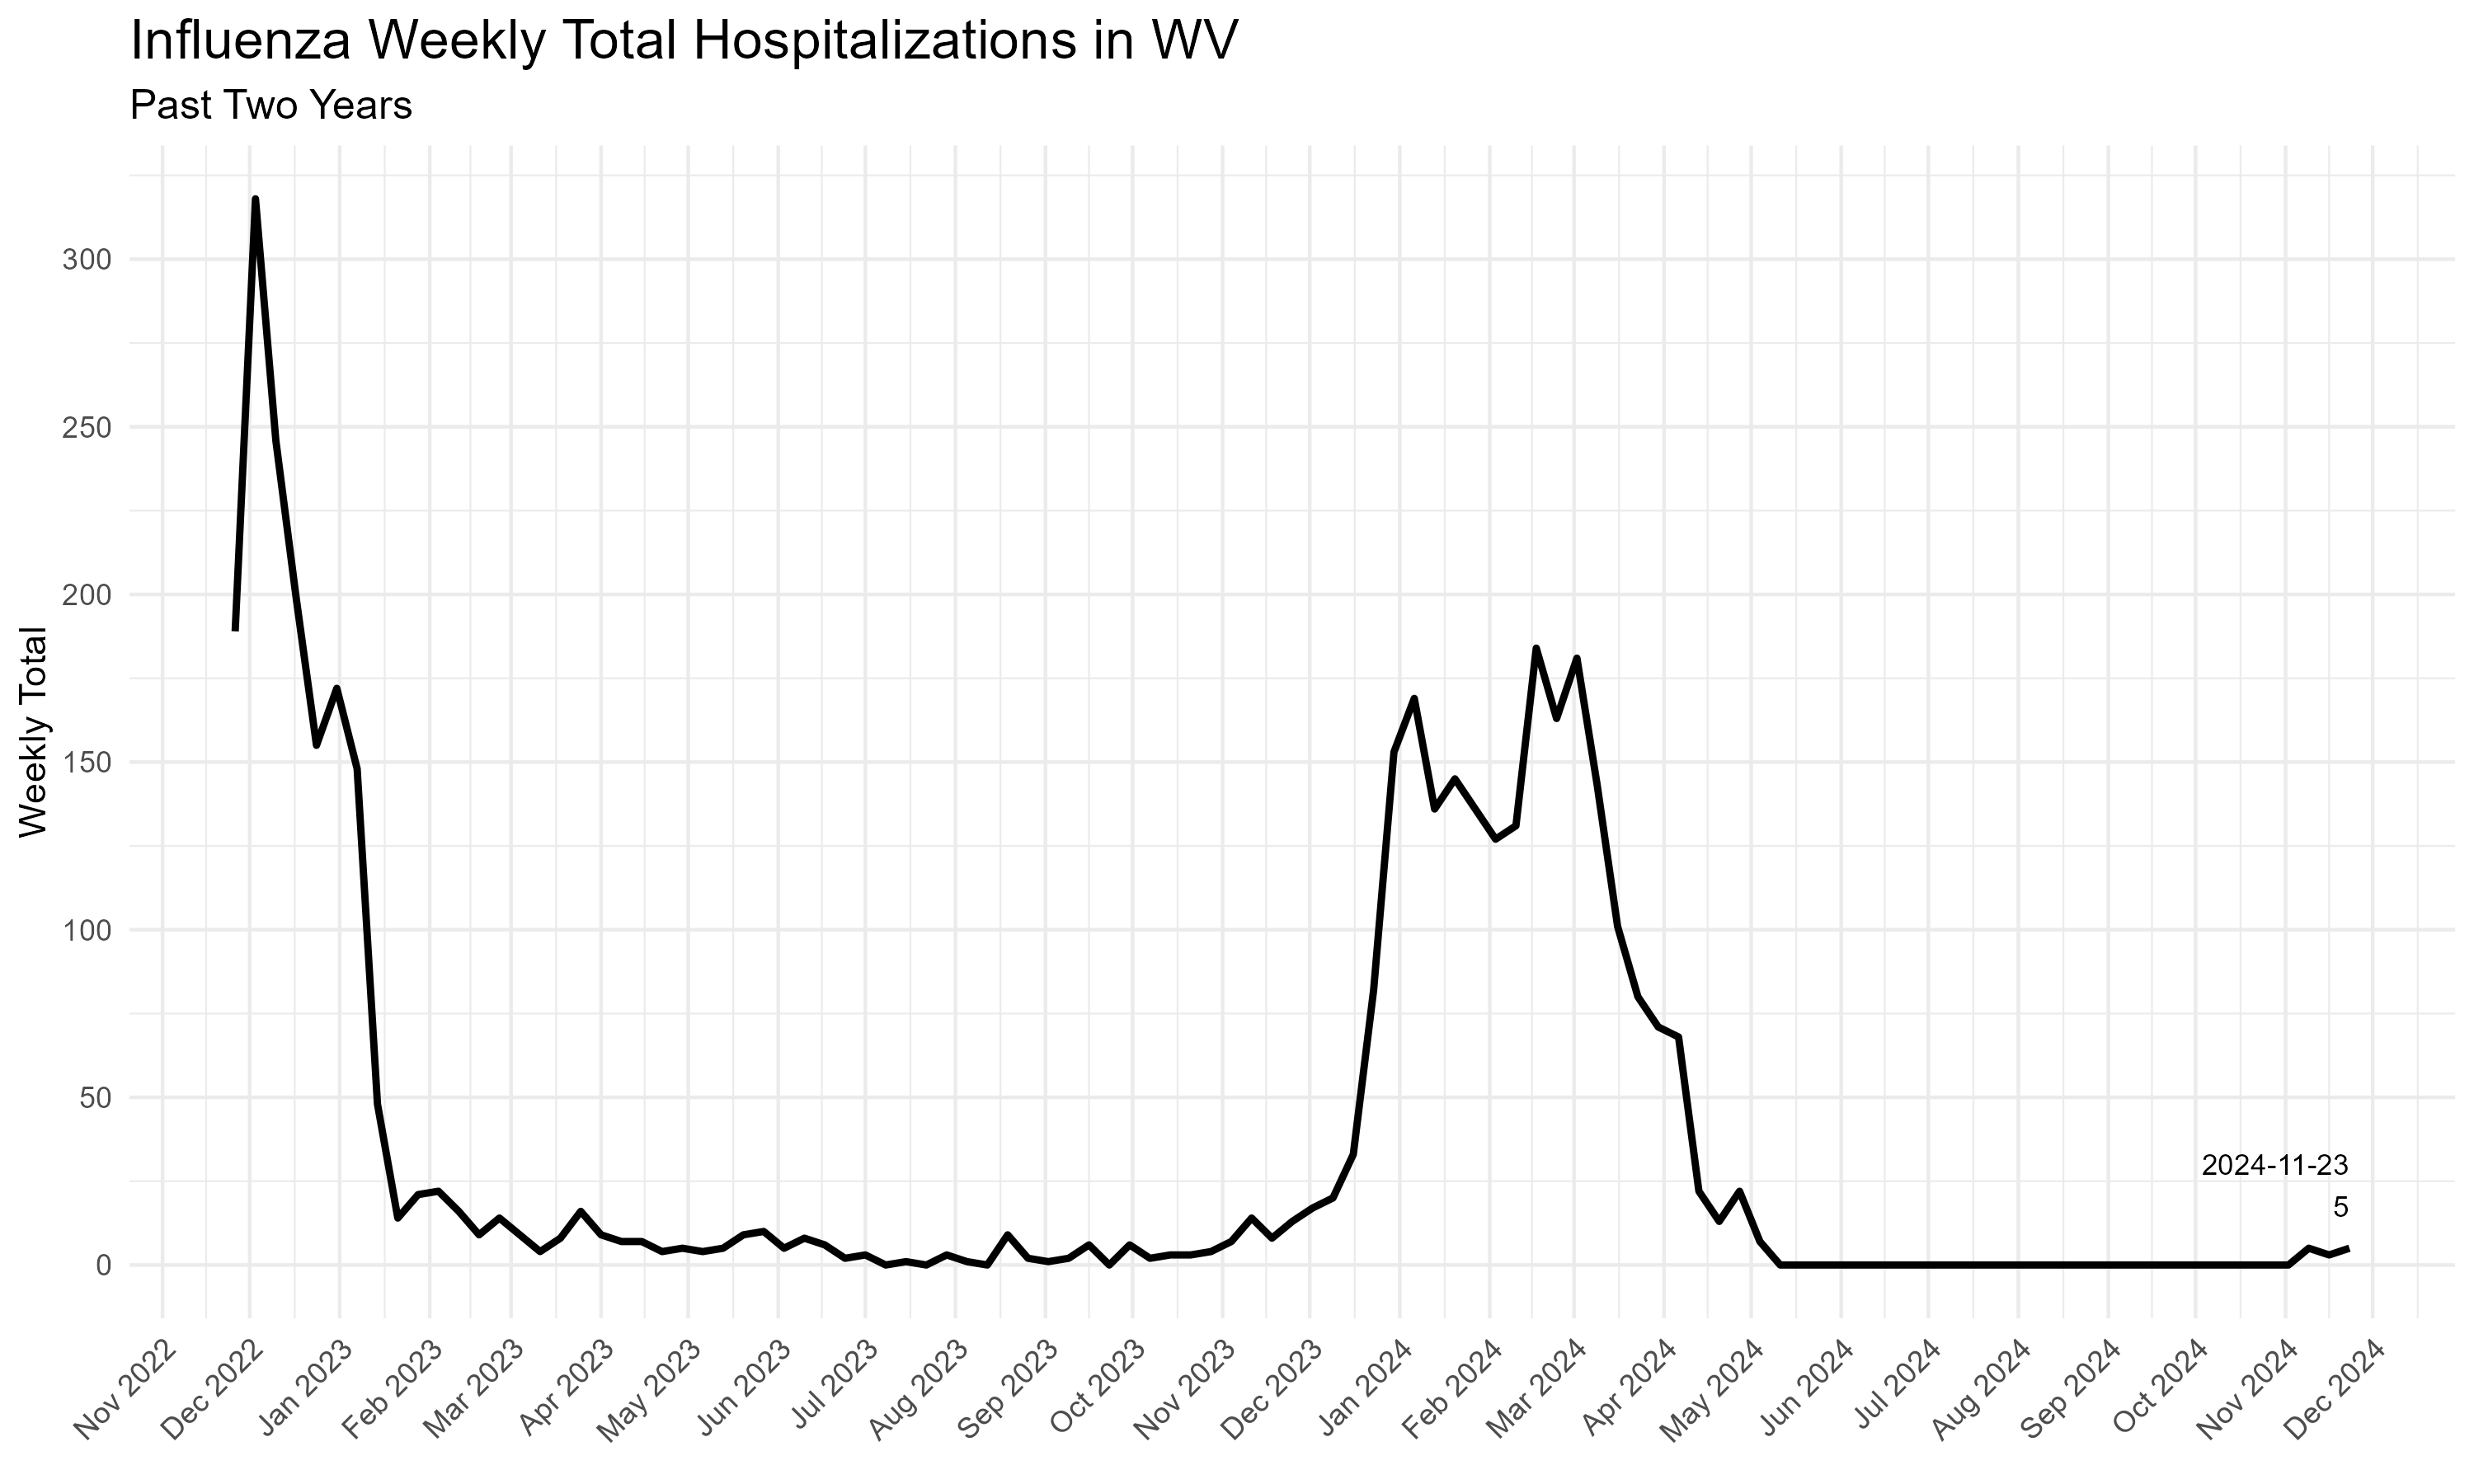 Influenza Weekly Total Hospitalizations in WV
Past Two Years
Weekly Total
300
250
200
150
100
50
0
2024-11-23
5
Nov 2022
Dec 2022
Jan 2023
Feb 2023
Mar 2023
Apr 2023
May 2023
Jun 2023
Jul 2023
Aug 2023
Sep 2023
Oct 2023
Nov 2023
Dec 2023
Jan 2024
Feb 2024
Mar 2024
Apr 2024
May 2024
Jun 2024
Jul 2024
Aug 2024
Sep 2024
Oct 2024
Nov 2024
Dec 2024